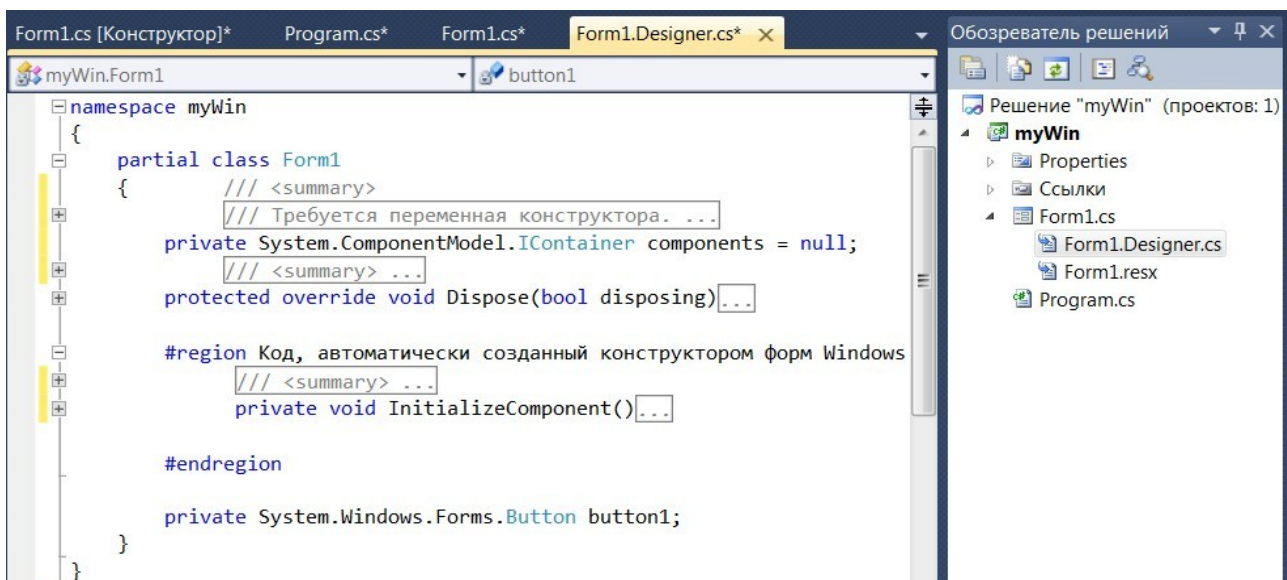 Form1.cs [Конструктор]* Program.cs* Form1.cs* Form1.Designer.cs*
myWin.Form1 button1
namespace myWin
{
partial class Form1
{ /// <summary>
/// Требуется переменная конструктора. ...
private System.ComponentModel.IContainer components = null;
/// <summary> ...
protected override void Dispose(bool disposing)...
#region Код, автоматически созданный конструктором форм Windows
/// <summary> ...
private void InitializeComponent()...
#endregion
private System.Windows.Forms.Button button1;
}
}
Обозреватель решений
Решение "myWin" (проектов: 1)
myWin
Properties
Ссылки
Form1.cs
Form1.Designer.cs
Form1.resx
Program.cs